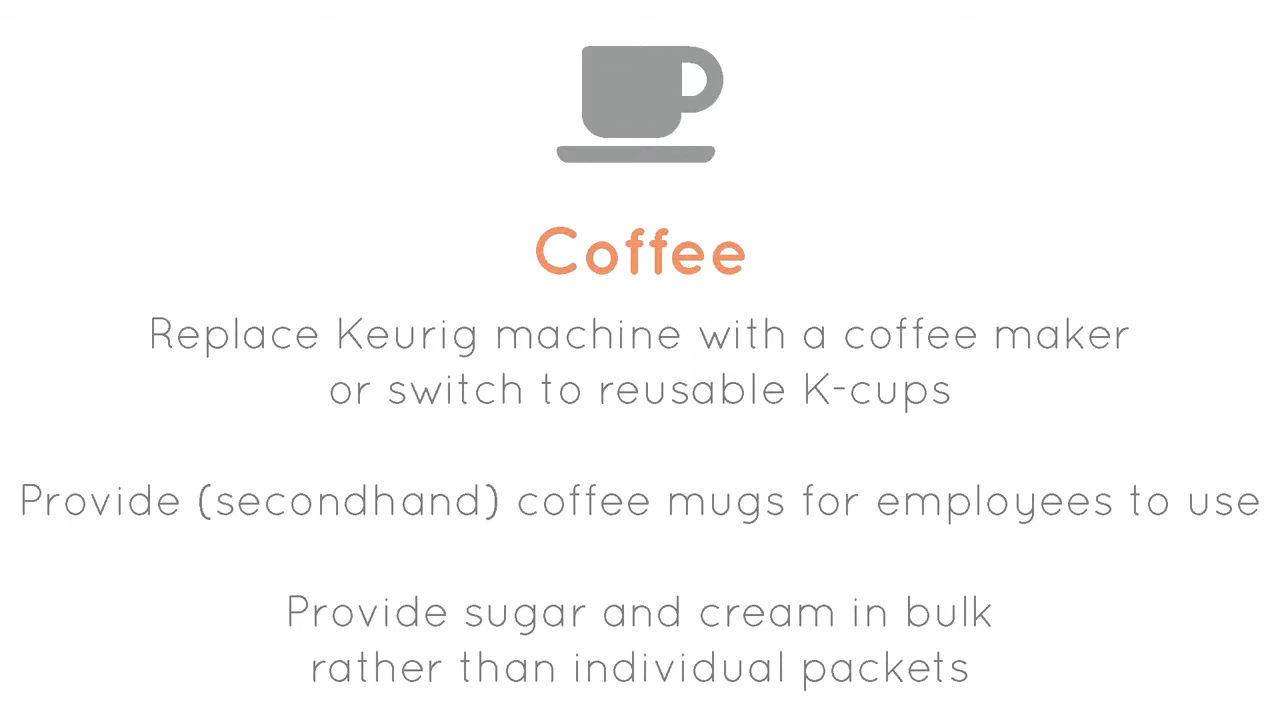 Coffee
Replace Keurig machine with a coffee maker
or switch to reusable K-cups
Provide (secondhand) coffee mugs for employees to use
Provide sugar and cream in bulk
rather than individual packets